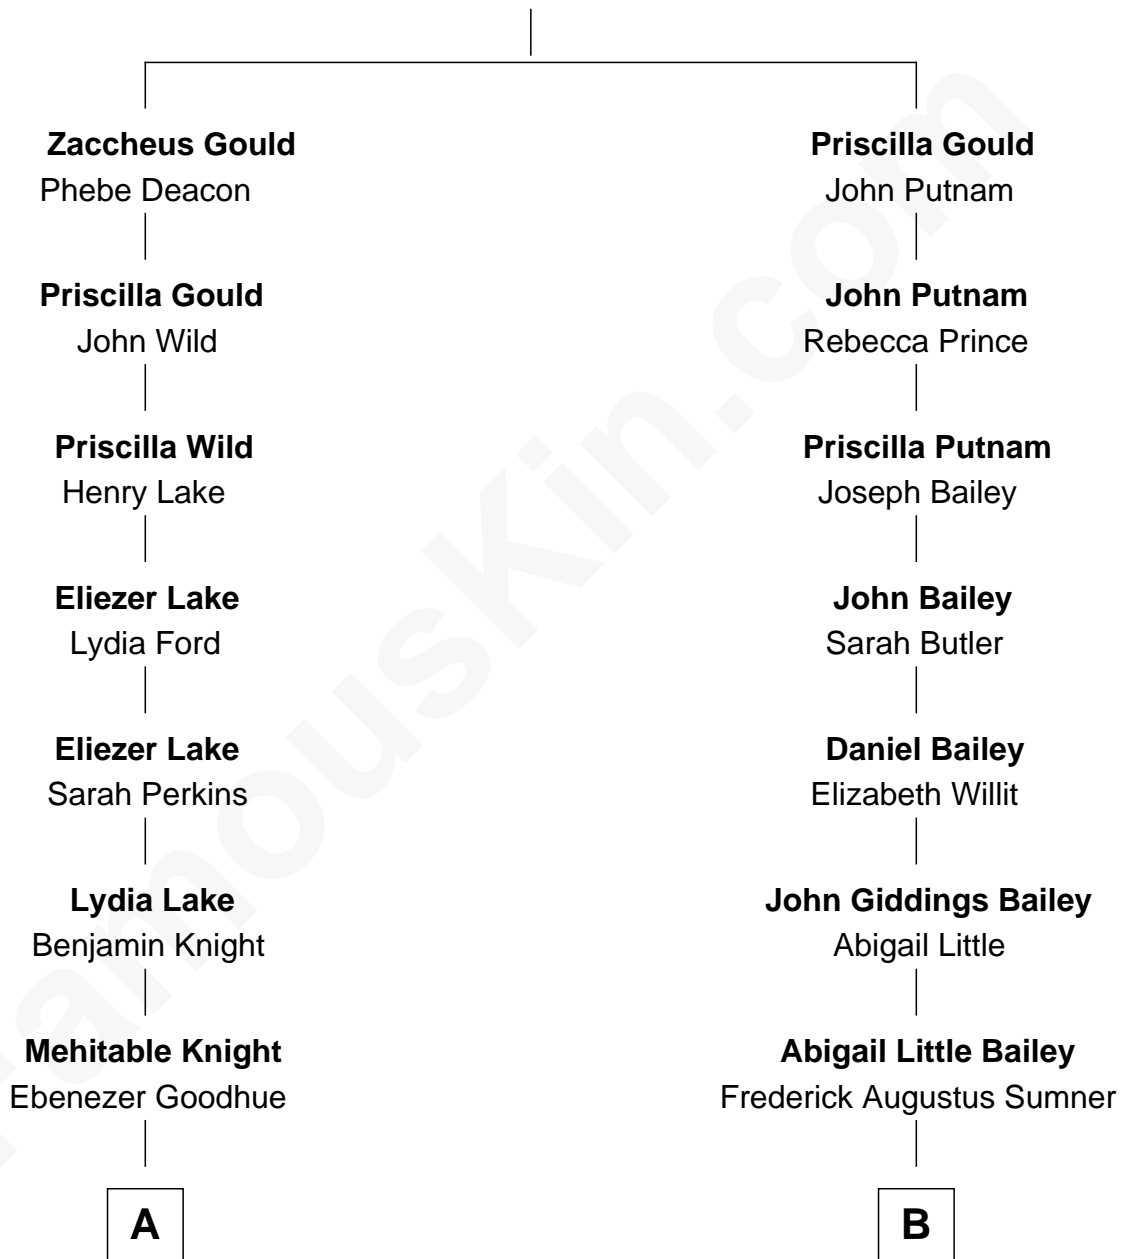 Zaccheus Gould
Phebe Deacon
Priscilla Gould
John Wild
Priscilla Wild
Henry Lake
Eliezer Lake
Lydia Ford
Eliezer Lake
Sarah Perkins
Lydia Lake
Benjamin Knight
Mehitable Knight
Ebenezer Goodhue
A
Priscilla Gould
John Putnam
John Putnam
Rebecca Prince
Priscilla Putnam
Joseph Bailey
John Bailey
Sarah Butler
Daniel Bailey
Elizabeth Willit
John Giddings Bailey
Abigail Little
Abigail Little Bailey
Frederick Augustus Sumner
B
FamousKin.com